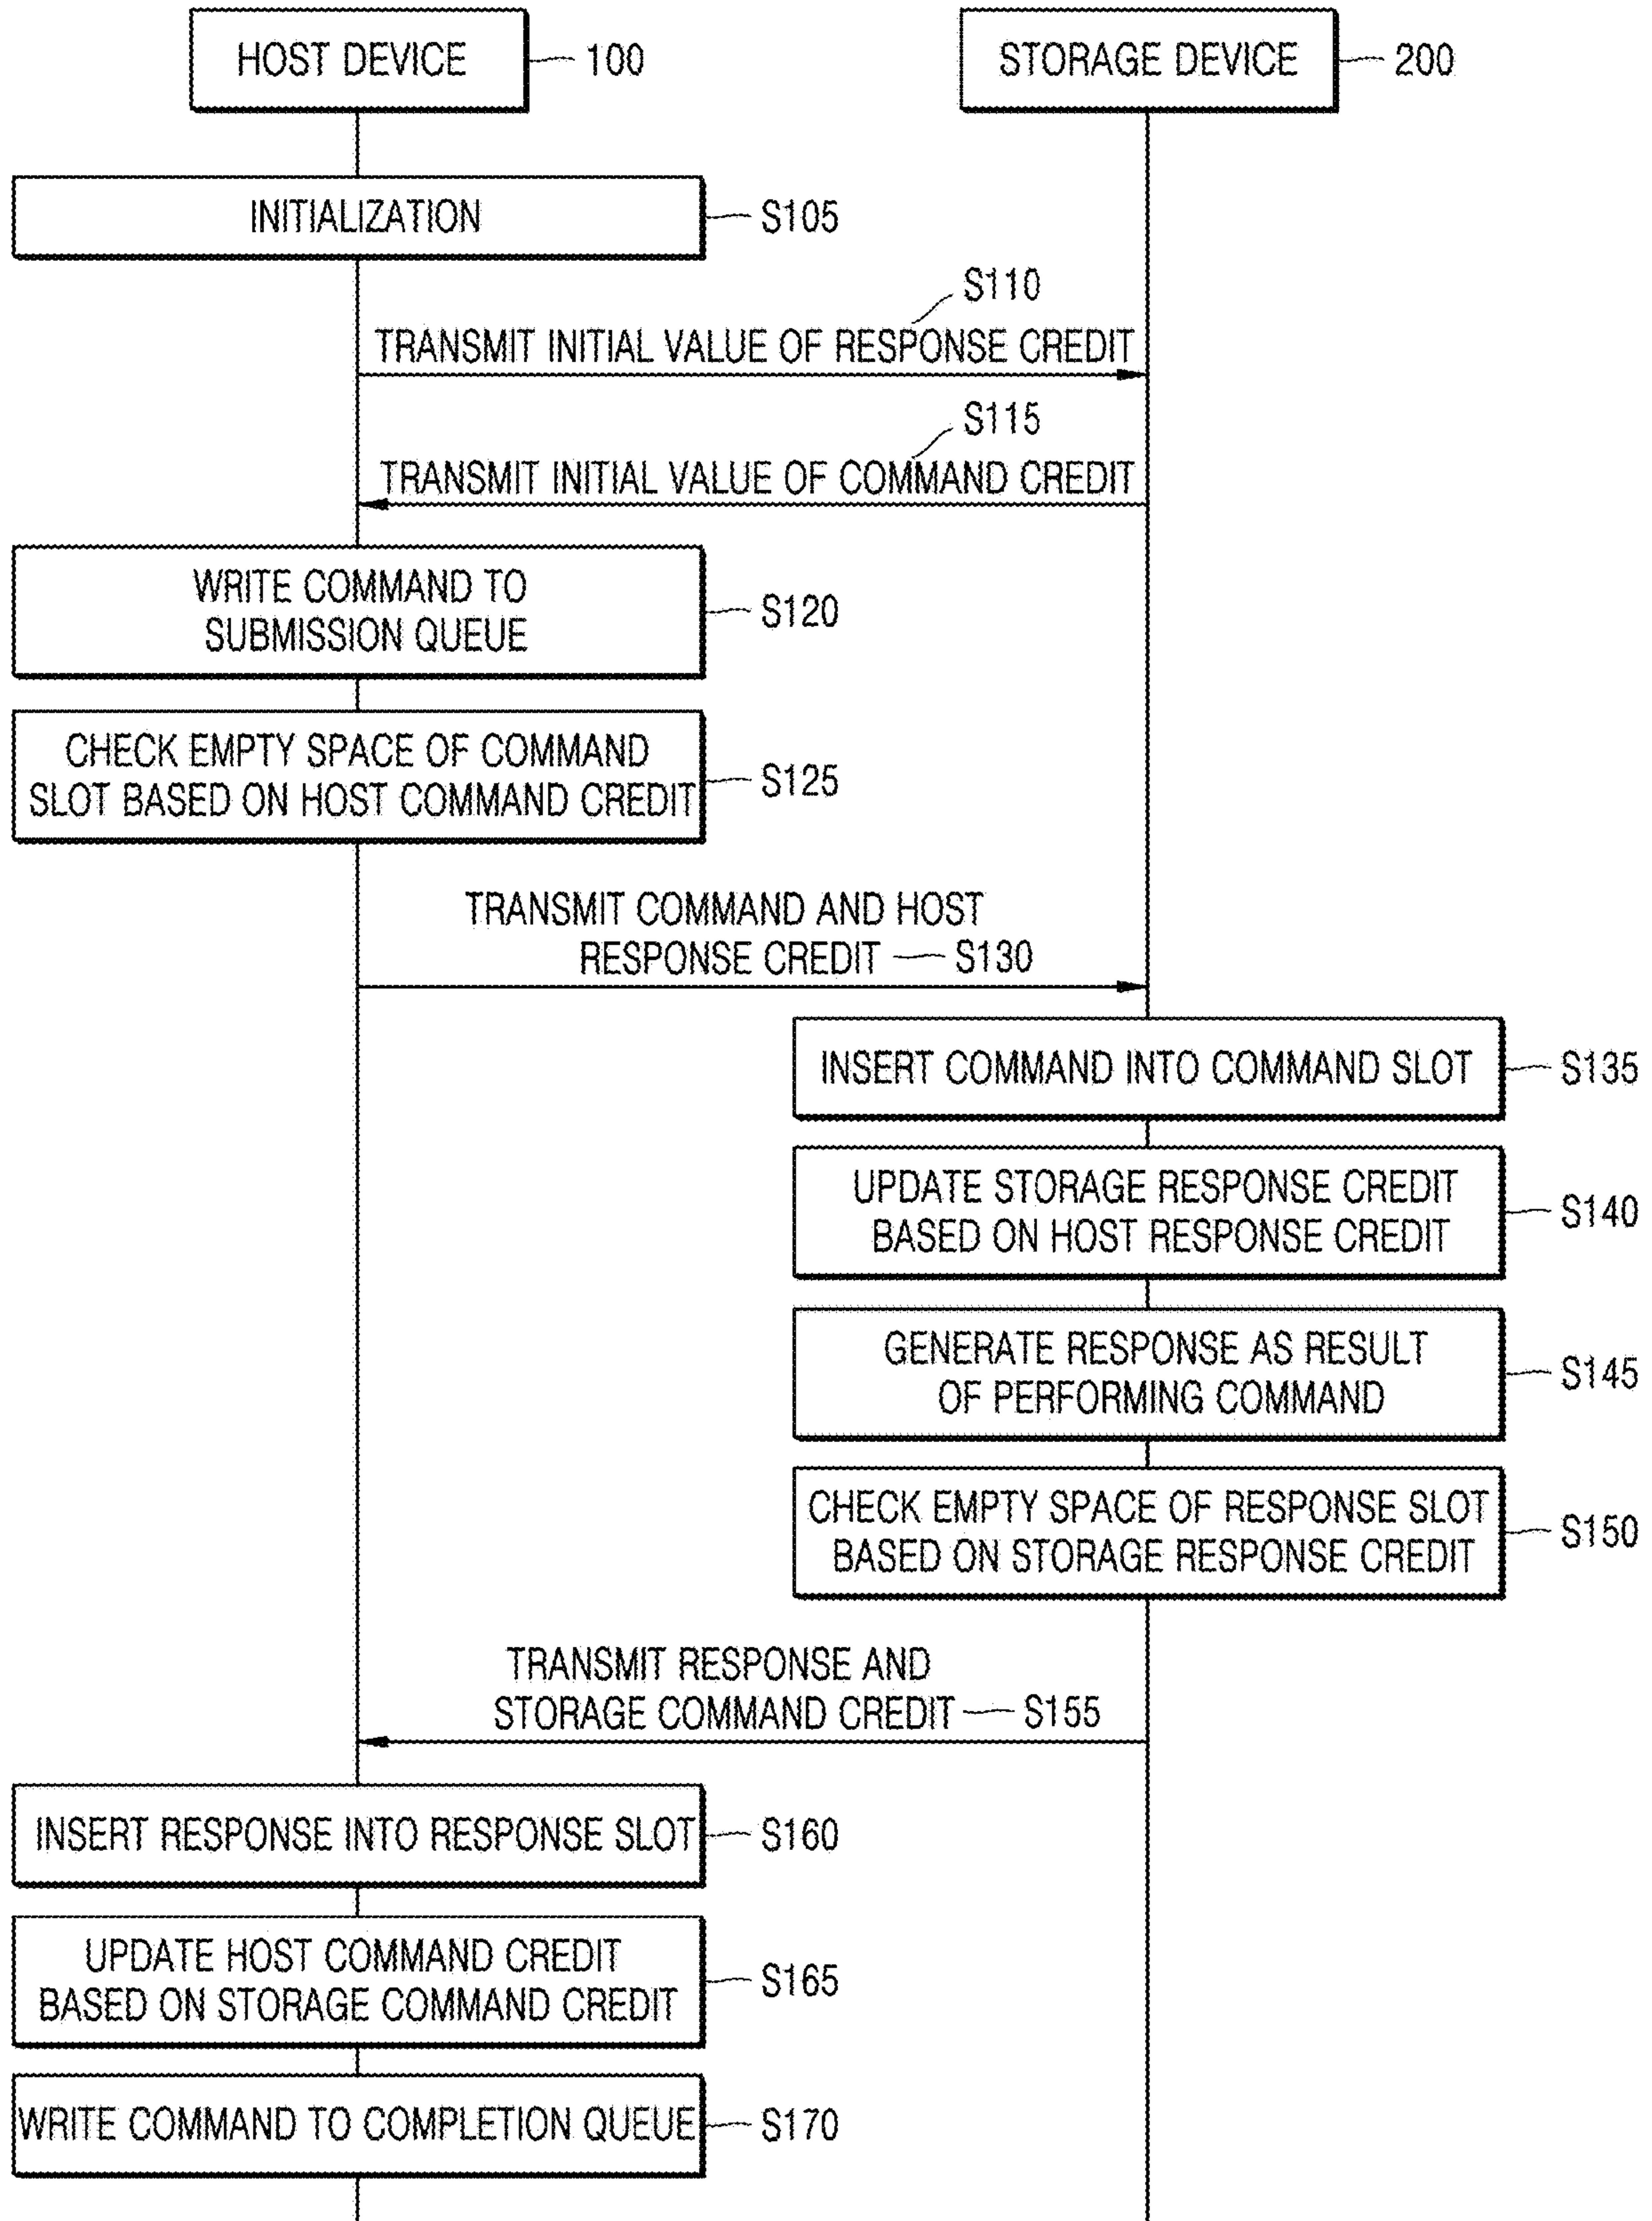 HOST DEVICE
100
STORAGE DEVICE
200
INITIALIZATION
S105
S110
TRANSMIT INITIAL VALUE OF RESPONSE CREDIT
S115
TRANSMIT INITIAL VALUE OF COMMAND CREDIT
WRITE COMMAND TO
SUBMISSION QUEUE
S120
CHECK EMPTY SPACE OF COMMAND
SLOT BASED ON HOST COMMAND CREDIT
S125
TRANSMIT COMMAND AND HOST
RESPONSE CREDIT
S130
INSERT COMMAND INTO COMMAND SLOT
S135
UPDATE STORAGE RESPONSE CREDIT
BASED ON HOST RESPONSE CREDIT
S140
GENERATE RESPONSE AS RESULT
OF PERFORMING COMMAND
S145
CHECK EMPTY SPACE OF RESPONSE SLOT
BASED ON STORAGE RESPONSE CREDIT
S150
TRANSMIT RESPONSE AND
STORAGE COMMAND CREDIT
S155
INSERT RESPONSE INTO RESPONSE SLOT
S160
UPDATE HOST COMMAND CREDIT
BASED ON STORAGE COMMAND CREDIT
S165
WRITE COMMAND TO COMPLETION QUEUE
S170